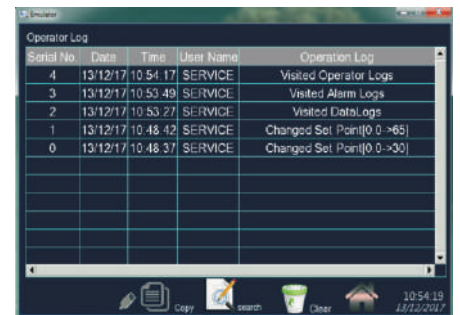 Emulator
Operator Log
Serial No. Date Time User Name Operation Log
4 13/12/17 10:54:17 SERVICE Visited Operator Logs
3 13/12/17 10:53:49 SERVICE Visited Alarm Logs
2 13/12/17 10:53:27 SERVICE Visited DataLogs
1 13/12/17 10:48:42 SERVICE Changed Set Point[0.0->65]
0 13/12/17 10:48:37 SERVICE Changed Set Point[0.0->30]
Copy search Clear 10:54:19
13/12/2017